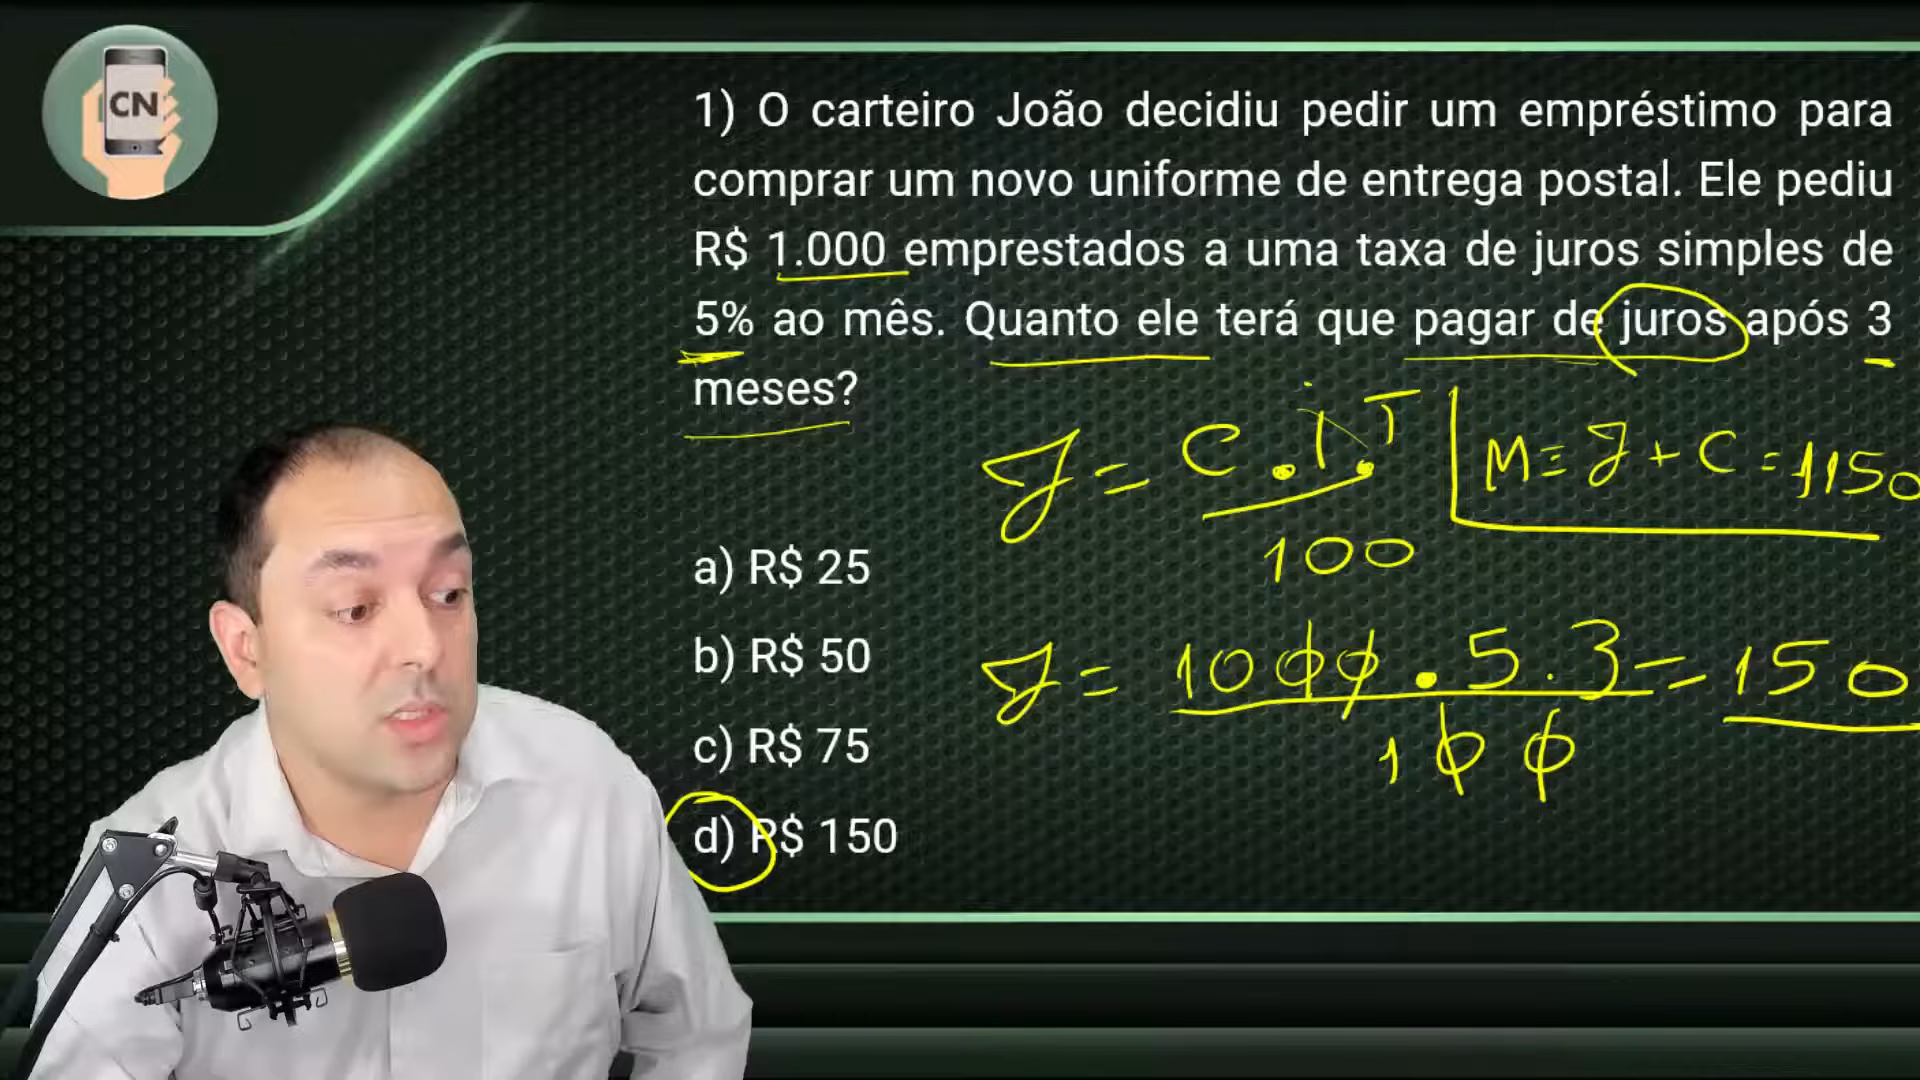 CN
1) O carteiro João decidiu pedir um empréstimo para
comprar um novo uniforme de entrega postal. Ele pediu
R$ 1.000 emprestados a uma taxa de juros simples de
5% ao mês. Quanto ele terá que pagar de juros após 3
meses?
J = C . i . T
100
M = J + C = 1150
J = 1000 . 5 . 3 = 150
100
a) R$ 25
b) R$ 50
c) R$ 75
d) R$ 150